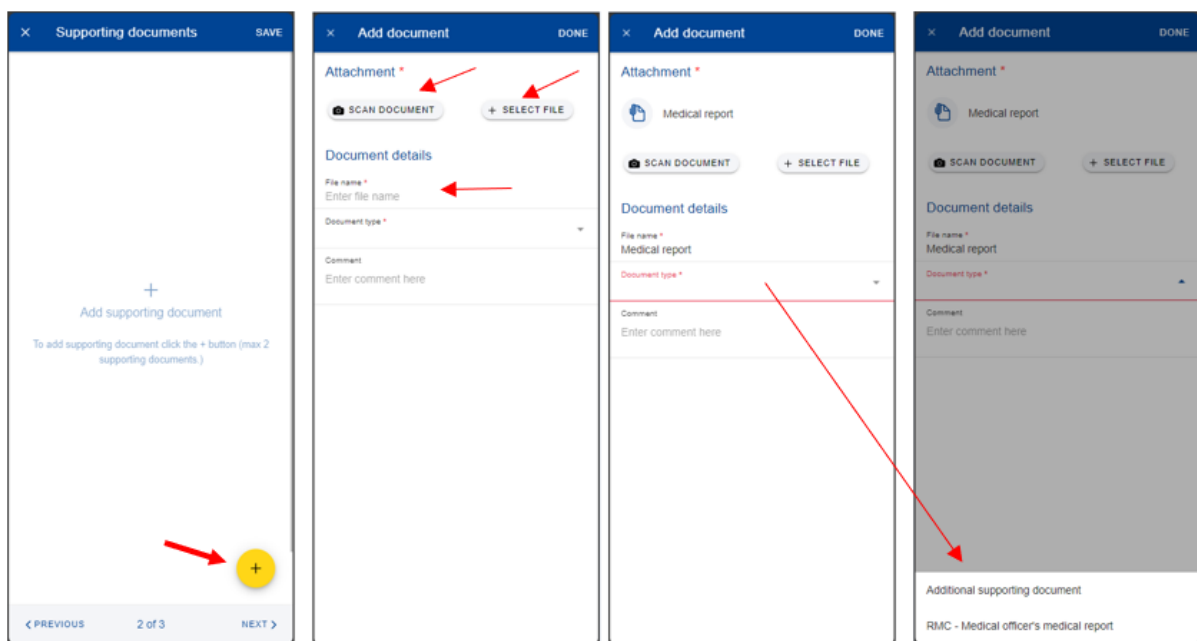 × Supporting documents SAVE
+
Add supporting document
To add supporting document click the + button (max 2
supporting documents.)
+
< PREVIOUS 2 of 3 NEXT >
× Add document DONE
Attachment *
SCAN DOCUMENT + SELECT FILE
Document details
File name *
Enter file name
Document type *
Comment
Enter comment here
× Add document DONE
Attachment *
Medical report
SCAN DOCUMENT + SELECT FILE
Document details
File name *
Medical report
Document type *
Comment
Enter comment here
× Add document DONE
Attachment *
Medical report
SCAN DOCUMENT + SELECT FILE
Document details
File name *
Medical report
Document type *
Comment
Enter comment here
Additional supporting document
RMC - Medical officer's medical report